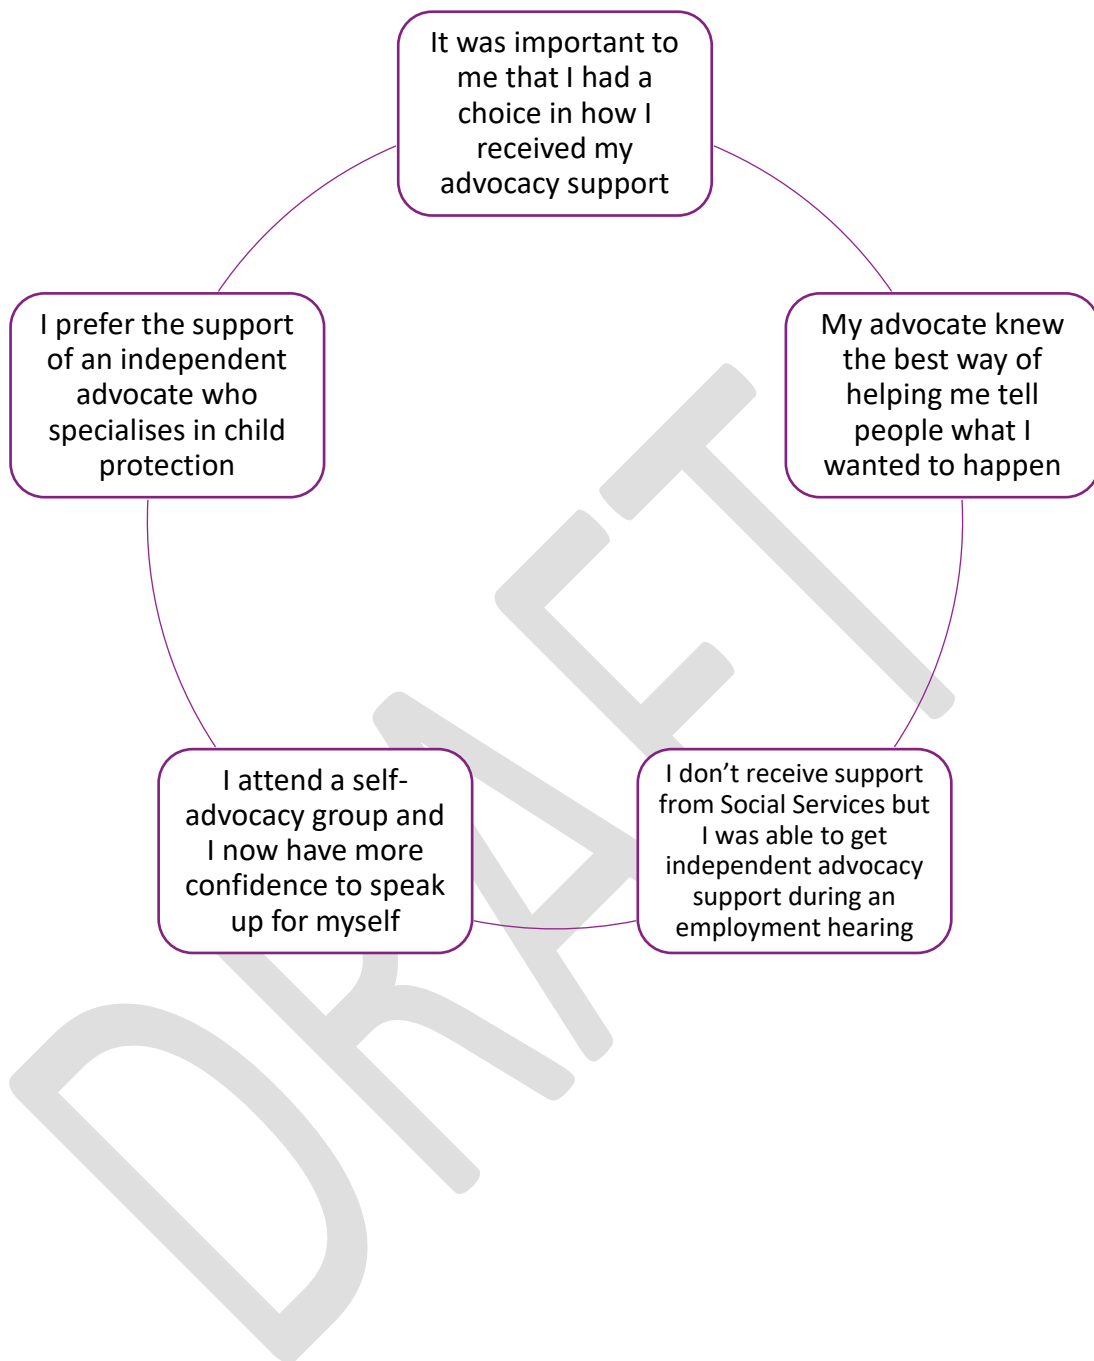 It was important to
me that I had a
choice in how I
received my
advocacy support
My advocate knew
the best way of
helping me tell
people what I
wanted to happen
I don’t receive support
from Social Services but
I was able to get
independent advocacy
support during an
employment hearing
I attend a self-
advocacy group and
I now have more
confidence to speak
up for myself
I prefer the support
of an independent
advocate who
specialises in child
protection
DRAFT